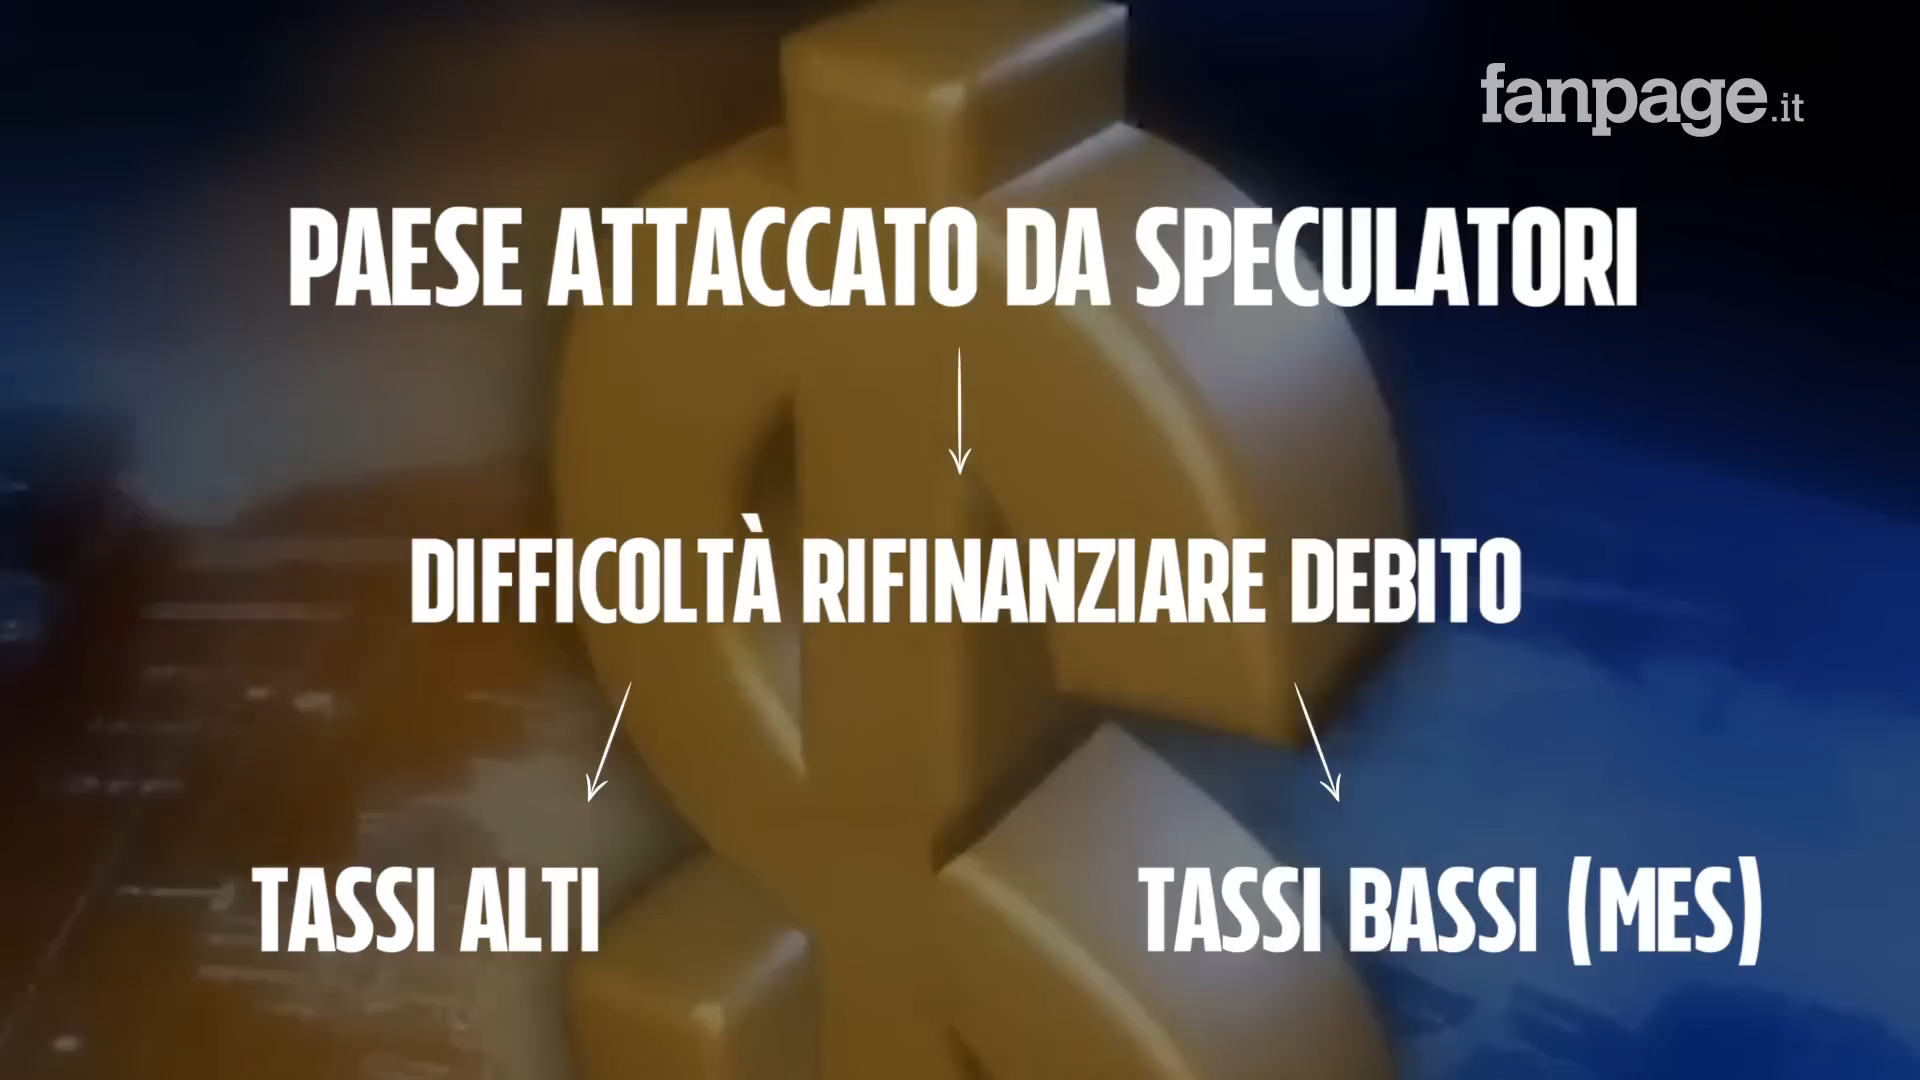 fanpage.it
PAESE ATTACCATO DA SPECULATORI
DIFFICOLTÀ RIFINANZIARE DEBITO
TASSI ALTI
TASSI BASSI (MES)